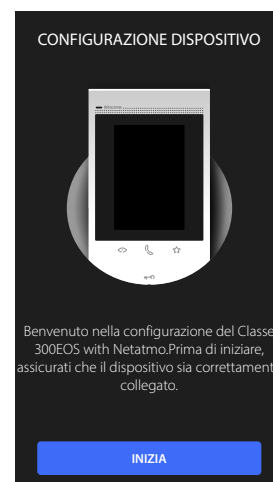 CONFIGURAZIONE DISPOSITIVO
Benvenuto nella configurazione del Classe
300EOS with Netatmo.Prima di iniziare,
assicurati che il dispositivo sia correttament
collegato.
INIZIA